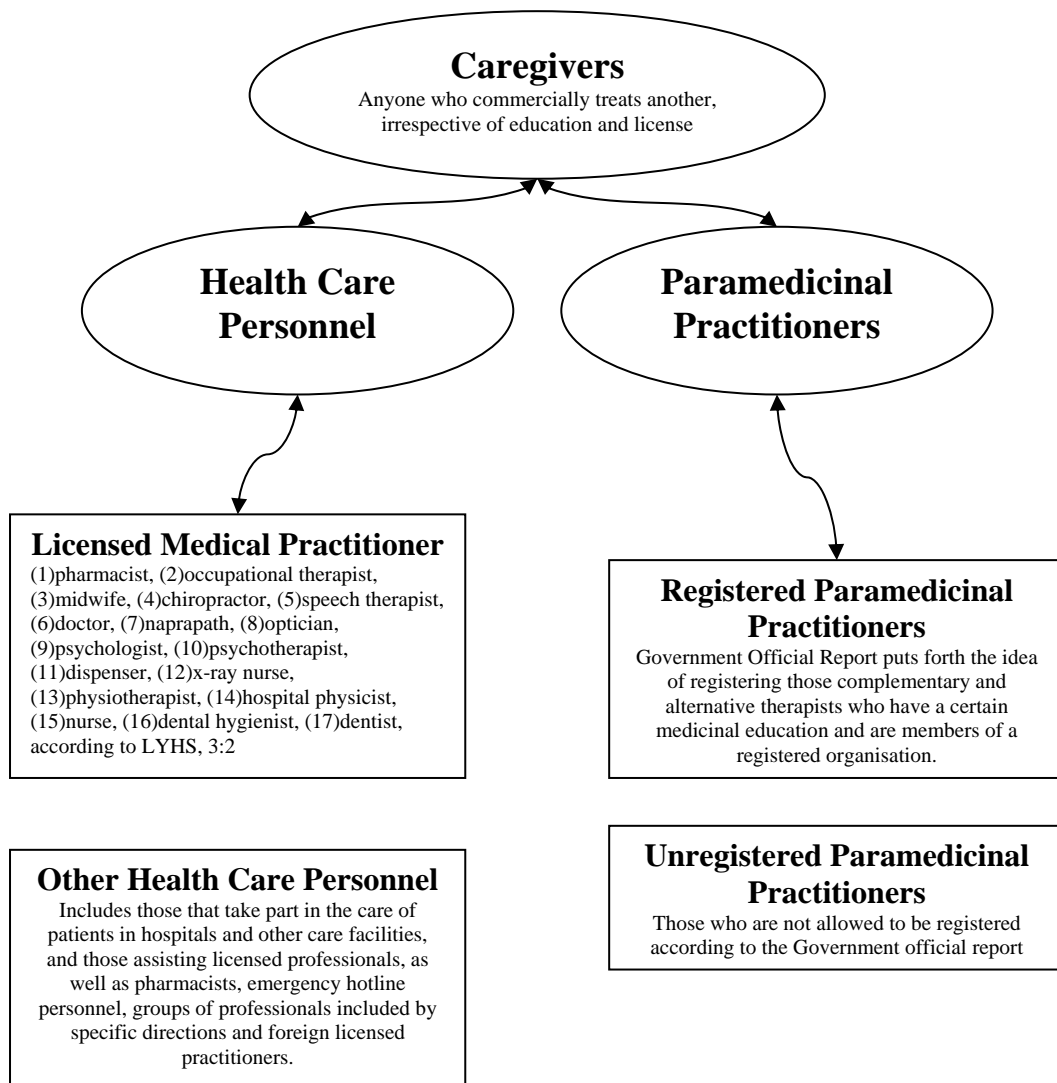 Caregivers
Anyone who commercially treats another,
irrespective of education and license
Health Care
Personnel
Paramedicinal
Practitioners
Licensed Medical Practitioner
(1)pharmacist, (2)occupational therapist,
(3)midwife, (4)chiropractor, (5)speech therapist,
(6)doctor, (7)naprapath, (8)optician,
(9)psychologist, (10)psychotherapist,
(11)dispenser, (12)x-ray nurse,
(13)physiotherapist, (14)hospital physicist,
(15)nurse, (16)dental hygienist, (17)dentist,
according to LYHS, 3:2
Registered Paramedicinal
Practitioners
Government Official Report puts forth the idea
of registering those complementary and
alternative therapists who have a certain
medicinal education and are members of a
registered organisation.
Other Health Care Personnel
Includes those that take part in the care of
patients in hospitals and other care facilities,
and those assisting licensed professionals, as
well as pharmacists, emergency hotline
personnel, groups of professionals included by
specific directions and foreign licensed
practitioners.
Unregistered Paramedicinal
Practitioners
Those who are not allowed to be registered
according to the Government official report